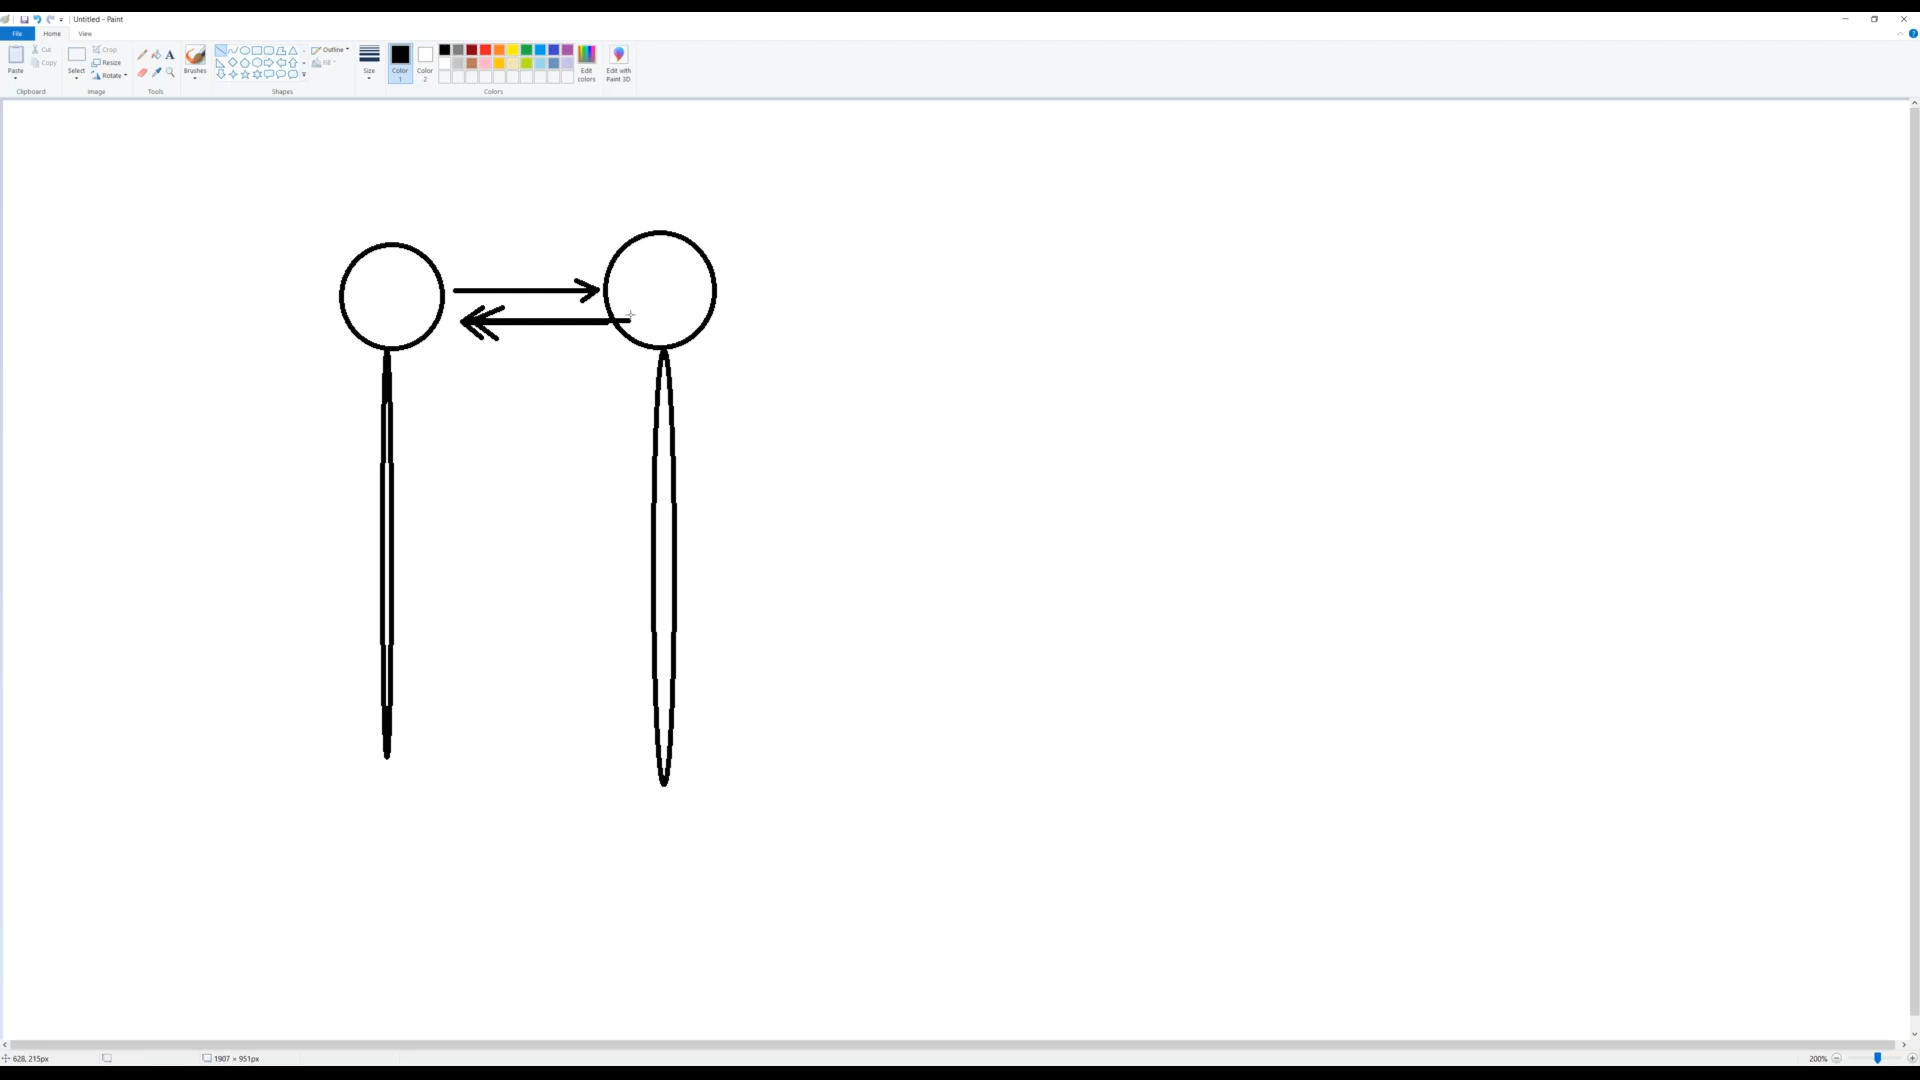 Untitled - Paint
File Home View
Cut
Copy
Paste
Clipboard
Crop
Resize
Rotate
Select
Image
A
Tools
Brushes
Outline
Fill
Shapes
Size
Color 1
Color 2
Edit colors
Colors
Edit with Paint 3D
628, 215px
1907 × 951px
200%